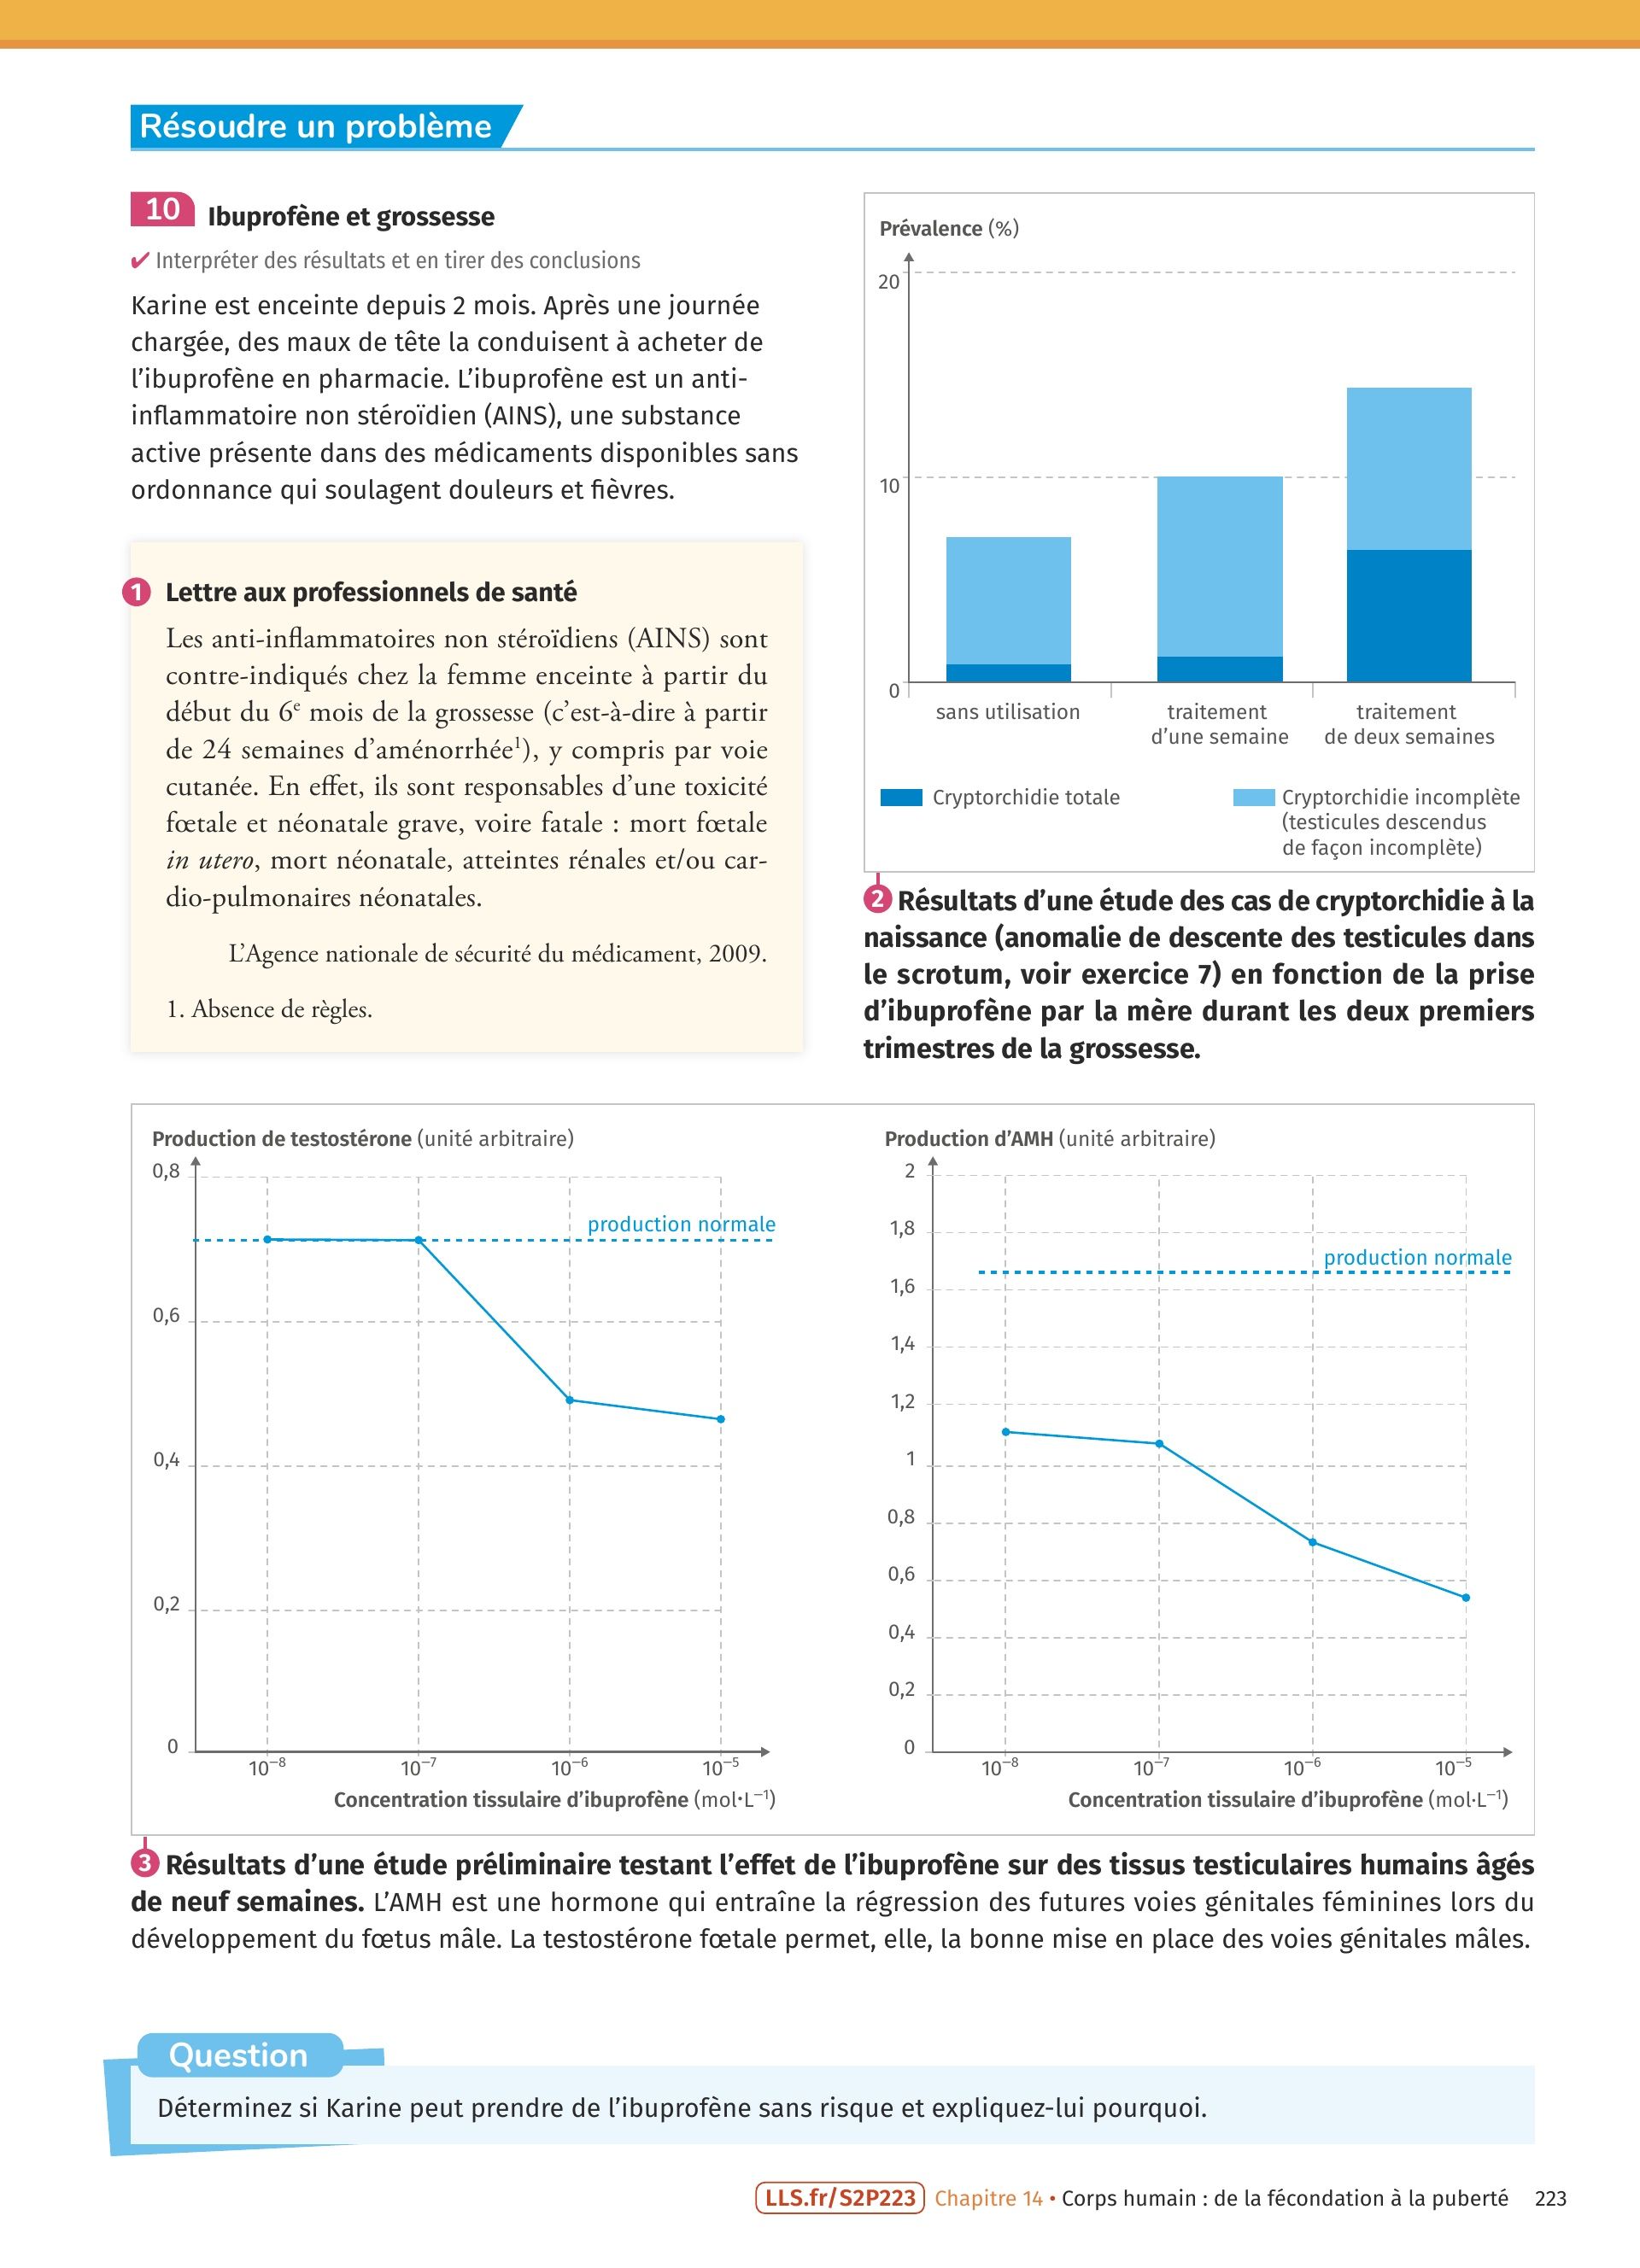 Résoudre un problème
10 Ibuprofène et grossesse
✔ Interpréter des résultats et en tirer des conclusions
Karine est enceinte depuis 2 mois. Après une journée
chargée, des maux de tête la conduisent à acheter de
l'ibuprofène en pharmacie. L'ibuprofène est un anti-
inflammatoire non stéroïdien (AINS), une substance
active présente dans des médicaments disponibles sans
ordonnance qui soulagent douleurs et fièvres.
1 Lettre aux professionnels de santé
Les anti-inflammatoires non stéroïdiens (AINS) sont
contre-indiqués chez la femme enceinte à partir du
début du 6e mois de la grossesse (c'est-à-dire à partir
de 24 semaines d'aménorrhée1), y compris par voie
cutanée. En effet, ils sont responsables d'une toxicité
fœtale et néonatale grave, voire fatale : mort fœtale
in utero, mort néonatale, atteintes rénales et/ou car-
dio-pulmonaires néonatales.
L'Agence nationale de sécurité du médicament, 2009.
1. Absence de règles.
Prévalence (%)
20
10
0
sans utilisation
traitement
d'une semaine
traitement
de deux semaines
Cryptorchidie totale
Cryptorchidie incomplète
(testicules descendus
de façon incomplète)
2 Résultats d'une étude des cas de cryptorchidie à la
naissance (anomalie de descente des testicules dans
le scrotum, voir exercice 7) en fonction de la prise
d'ibuprofène par la mère durant les deux premiers
trimestres de la grossesse.
Production de testostérone (unité arbitraire)
0,8
production normale
0,6
0,4
0,2
0
10⁻⁸ 10⁻⁷ 10⁻⁶ 10⁻⁵
Concentration tissulaire d'ibuprofène (mol·L⁻¹)
Production d'AMH (unité arbitraire)
2
1,8
production normale
1,6
1,4
1,2
1
0,8
0,6
0,4
0,2
0
10⁻⁸ 10⁻⁷ 10⁻⁶ 10⁻⁵
Concentration tissulaire d'ibuprofène (mol·L⁻¹)
3 Résultats d'une étude préliminaire testant l'effet de l'ibuprofène sur des tissus testiculaires humains âgés
de neuf semaines. L'AMH est une hormone qui entraîne la régression des futures voies génitales féminines lors du
développement du fœtus mâle. La testostérone fœtale permet, elle, la bonne mise en place des voies génitales mâles.
Question
Déterminez si Karine peut prendre de l'ibuprofène sans risque et expliquez-lui pourquoi.
LLS.fr/S2P223 Chapitre 14 • Corps humain : de la fécondation à la puberté 223